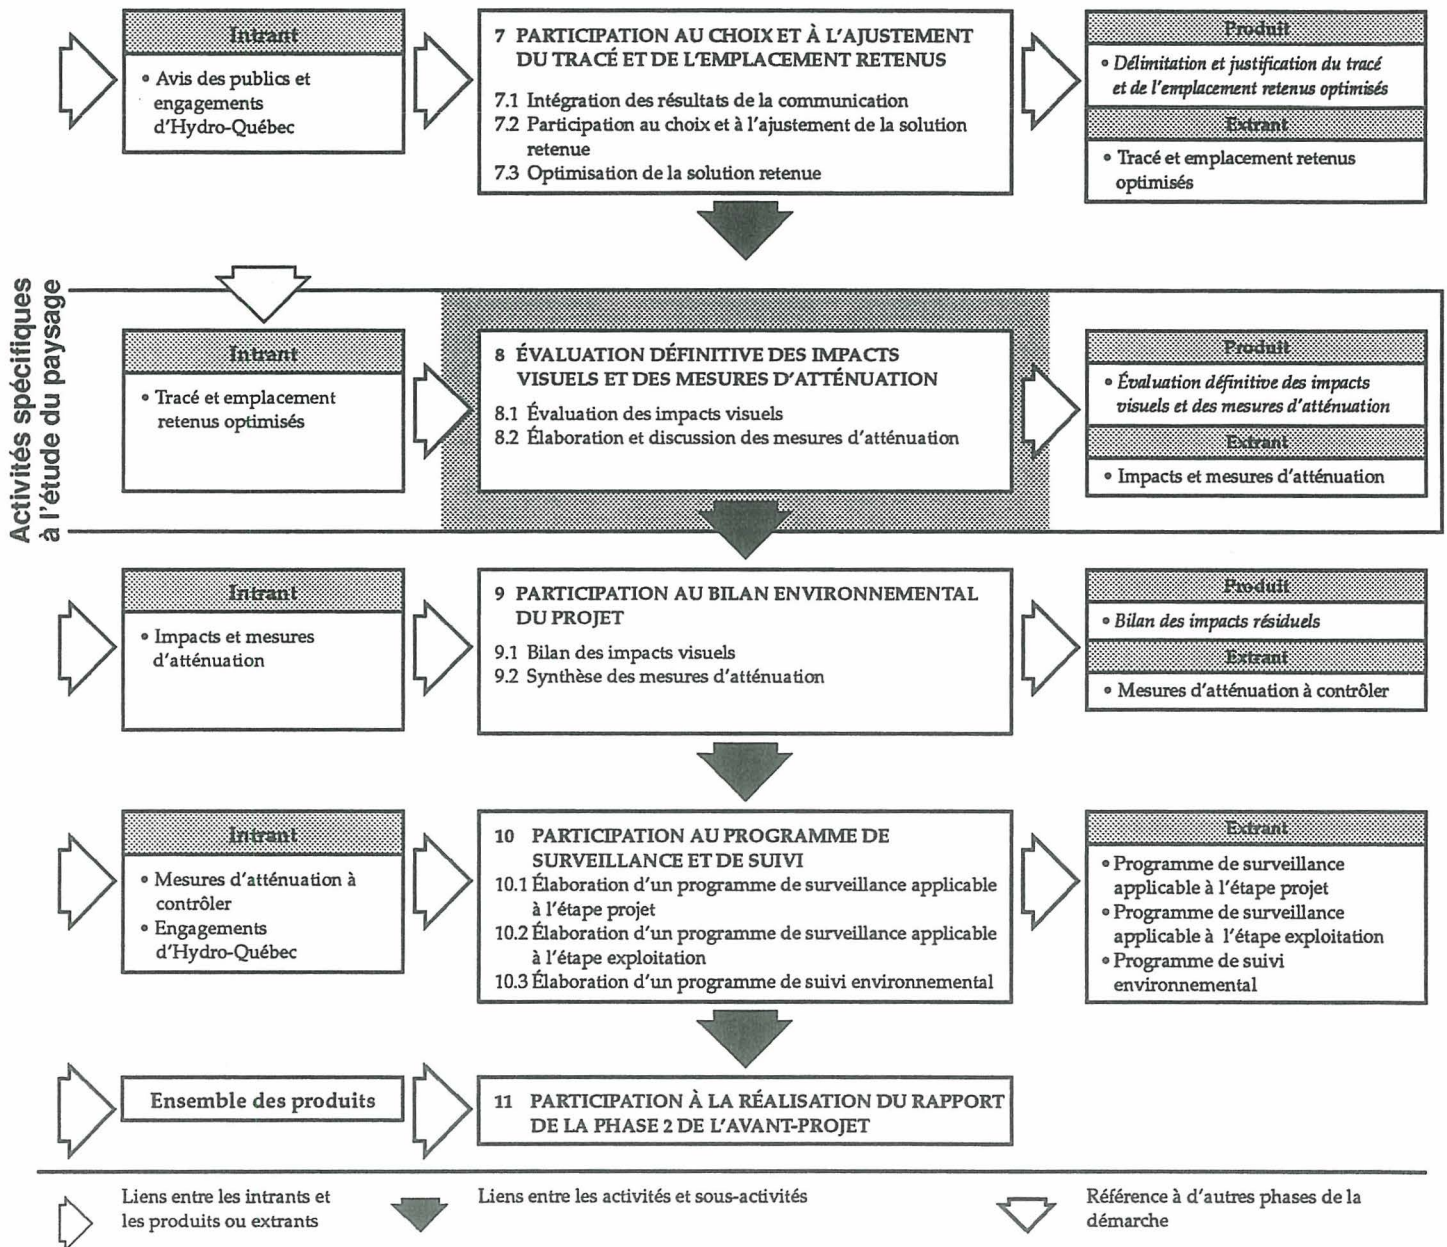 Intrant
• Avis des publics et
engagements
d'Hydro-Québec
7 PARTICIPATION AU CHOIX ET À L'AJUSTEMENT
DU TRACÉ ET DE L'EMPLACEMENT RETENUS
7.1 Intégration des résultats de la communication
7.2 Participation au choix et à l'ajustement de la solution
retenue
7.3 Optimisation de la solution retenue
Produit
• Délimitation et justification du tracé
et de l'emplacement retenus optimisés
Extrant
• Tracé et emplacement retenus
optimisés
Activités spécifiques
à l'étude du paysage
Intrant
• Tracé et emplacement
retenus optimisés
8 ÉVALUATION DÉFINITIVE DES IMPACTS
VISUELS ET DES MESURES D'ATTÉNUATION
8.1 Évaluation des impacts visuels
8.2 Élaboration et discussion des mesures d'atténuation
Produit
• Évaluation définitive des impacts
visuels et des mesures d'atténuation
Extrant
• Impacts et mesures d'atténuation
Intrant
• Impacts et mesures
d'atténuation
9 PARTICIPATION AU BILAN ENVIRONNEMENTAL
DU PROJET
9.1 Bilan des impacts visuels
9.2 Synthèse des mesures d'atténuation
Produit
• Bilan des impacts résiduels
Extrant
• Mesures d'atténuation à contrôler
Intrant
• Mesures d'atténuation à
contrôler
• Engagements
d'Hydro-Québec
10 PARTICIPATION AU PROGRAMME DE
SURVEILLANCE ET DE SUIVI
10.1 Élaboration d'un programme de surveillance applicable
à l'étape projet
10.2 Élaboration d'un programme de surveillance applicable
à l'étape exploitation
10.3 Élaboration d'un programme de suivi environnemental
Extrant
• Programme de surveillance
applicable à l'étape projet
• Programme de surveillance
applicable à l'étape exploitation
• Programme de suivi
environnemental
Ensemble des produits
11 PARTICIPATION À LA RÉALISATION DU RAPPORT
DE LA PHASE 2 DE L'AVANT-PROJET
Liens entre les intrants et
les produits ou extrants
Liens entre les activités et sous-activités
Référence à d'autres phases de la
démarche